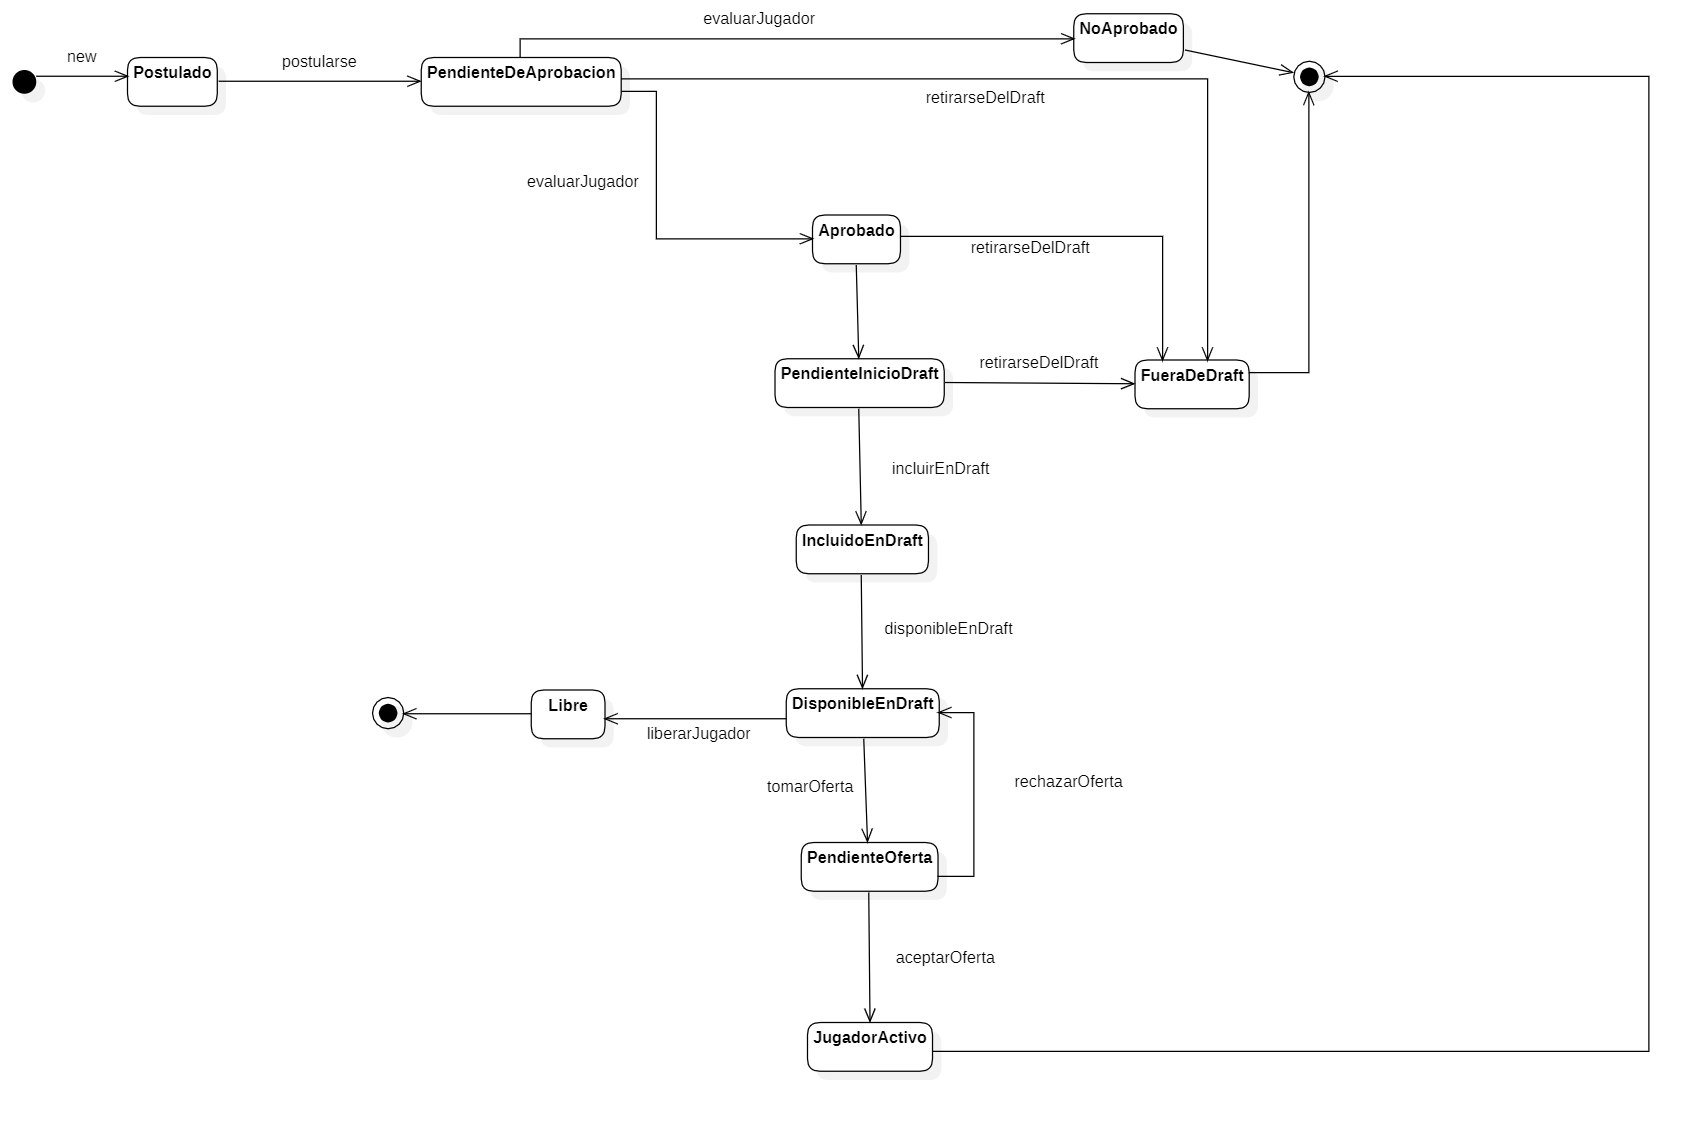 evaluarJugador
NoAprobado
new
Postulado
postularse
PendienteDeAprobacion
retirarseDelDraft
evaluarJugador
Aprobado
retirarseDelDraft
PendienteInicioDraft
retirarseDelDraft
FueraDeDraft
incluirEnDraft
IncluidoEnDraft
disponibleEnDraft
Libre
DisponibleEnDraft
liberarJugador
tomarOferta
rechazarOferta
PendienteOferta
aceptarOferta
JugadorActivo